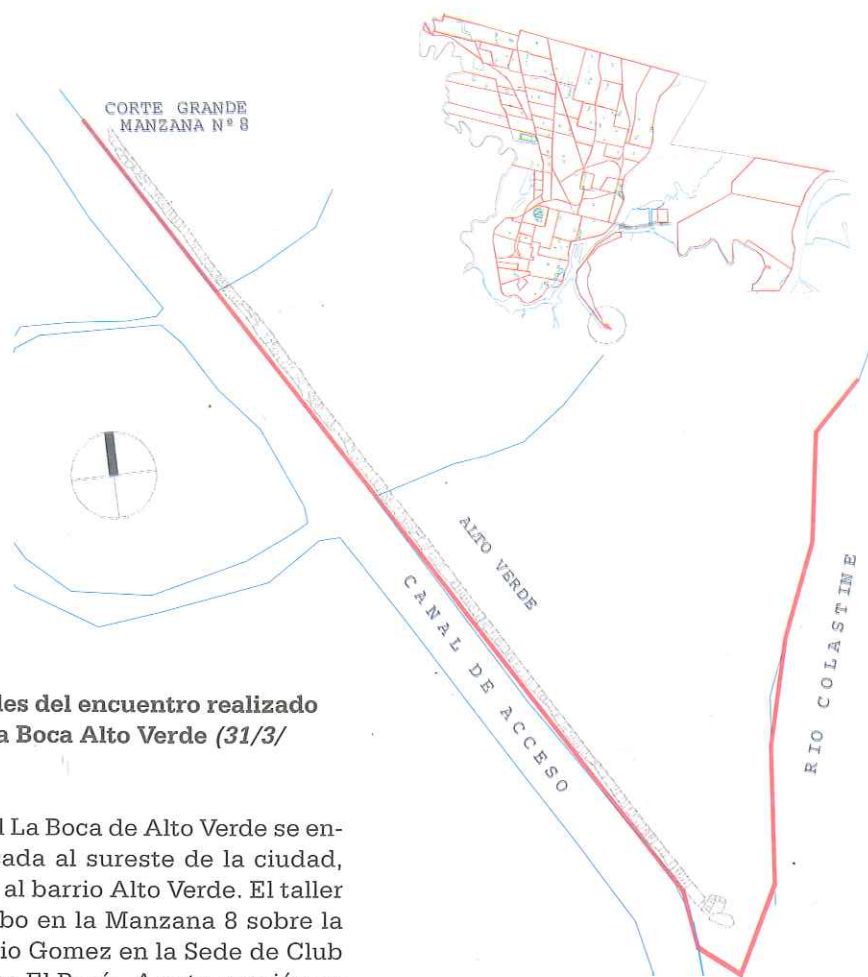 CORTE GRANDE
MANZANA Nº 8
ALTO VERDE
CANAL DE ACCESO
RIO COLASTINE
les del encuentro realizado
a Boca Alto Verde (31/3/
l La Boca de Alto Verde se en-
cada al sureste de la ciudad,
al barrio Alto Verde. El taller
bo en la Manzana 8 sobre la
io Gomez en la Sede de Club